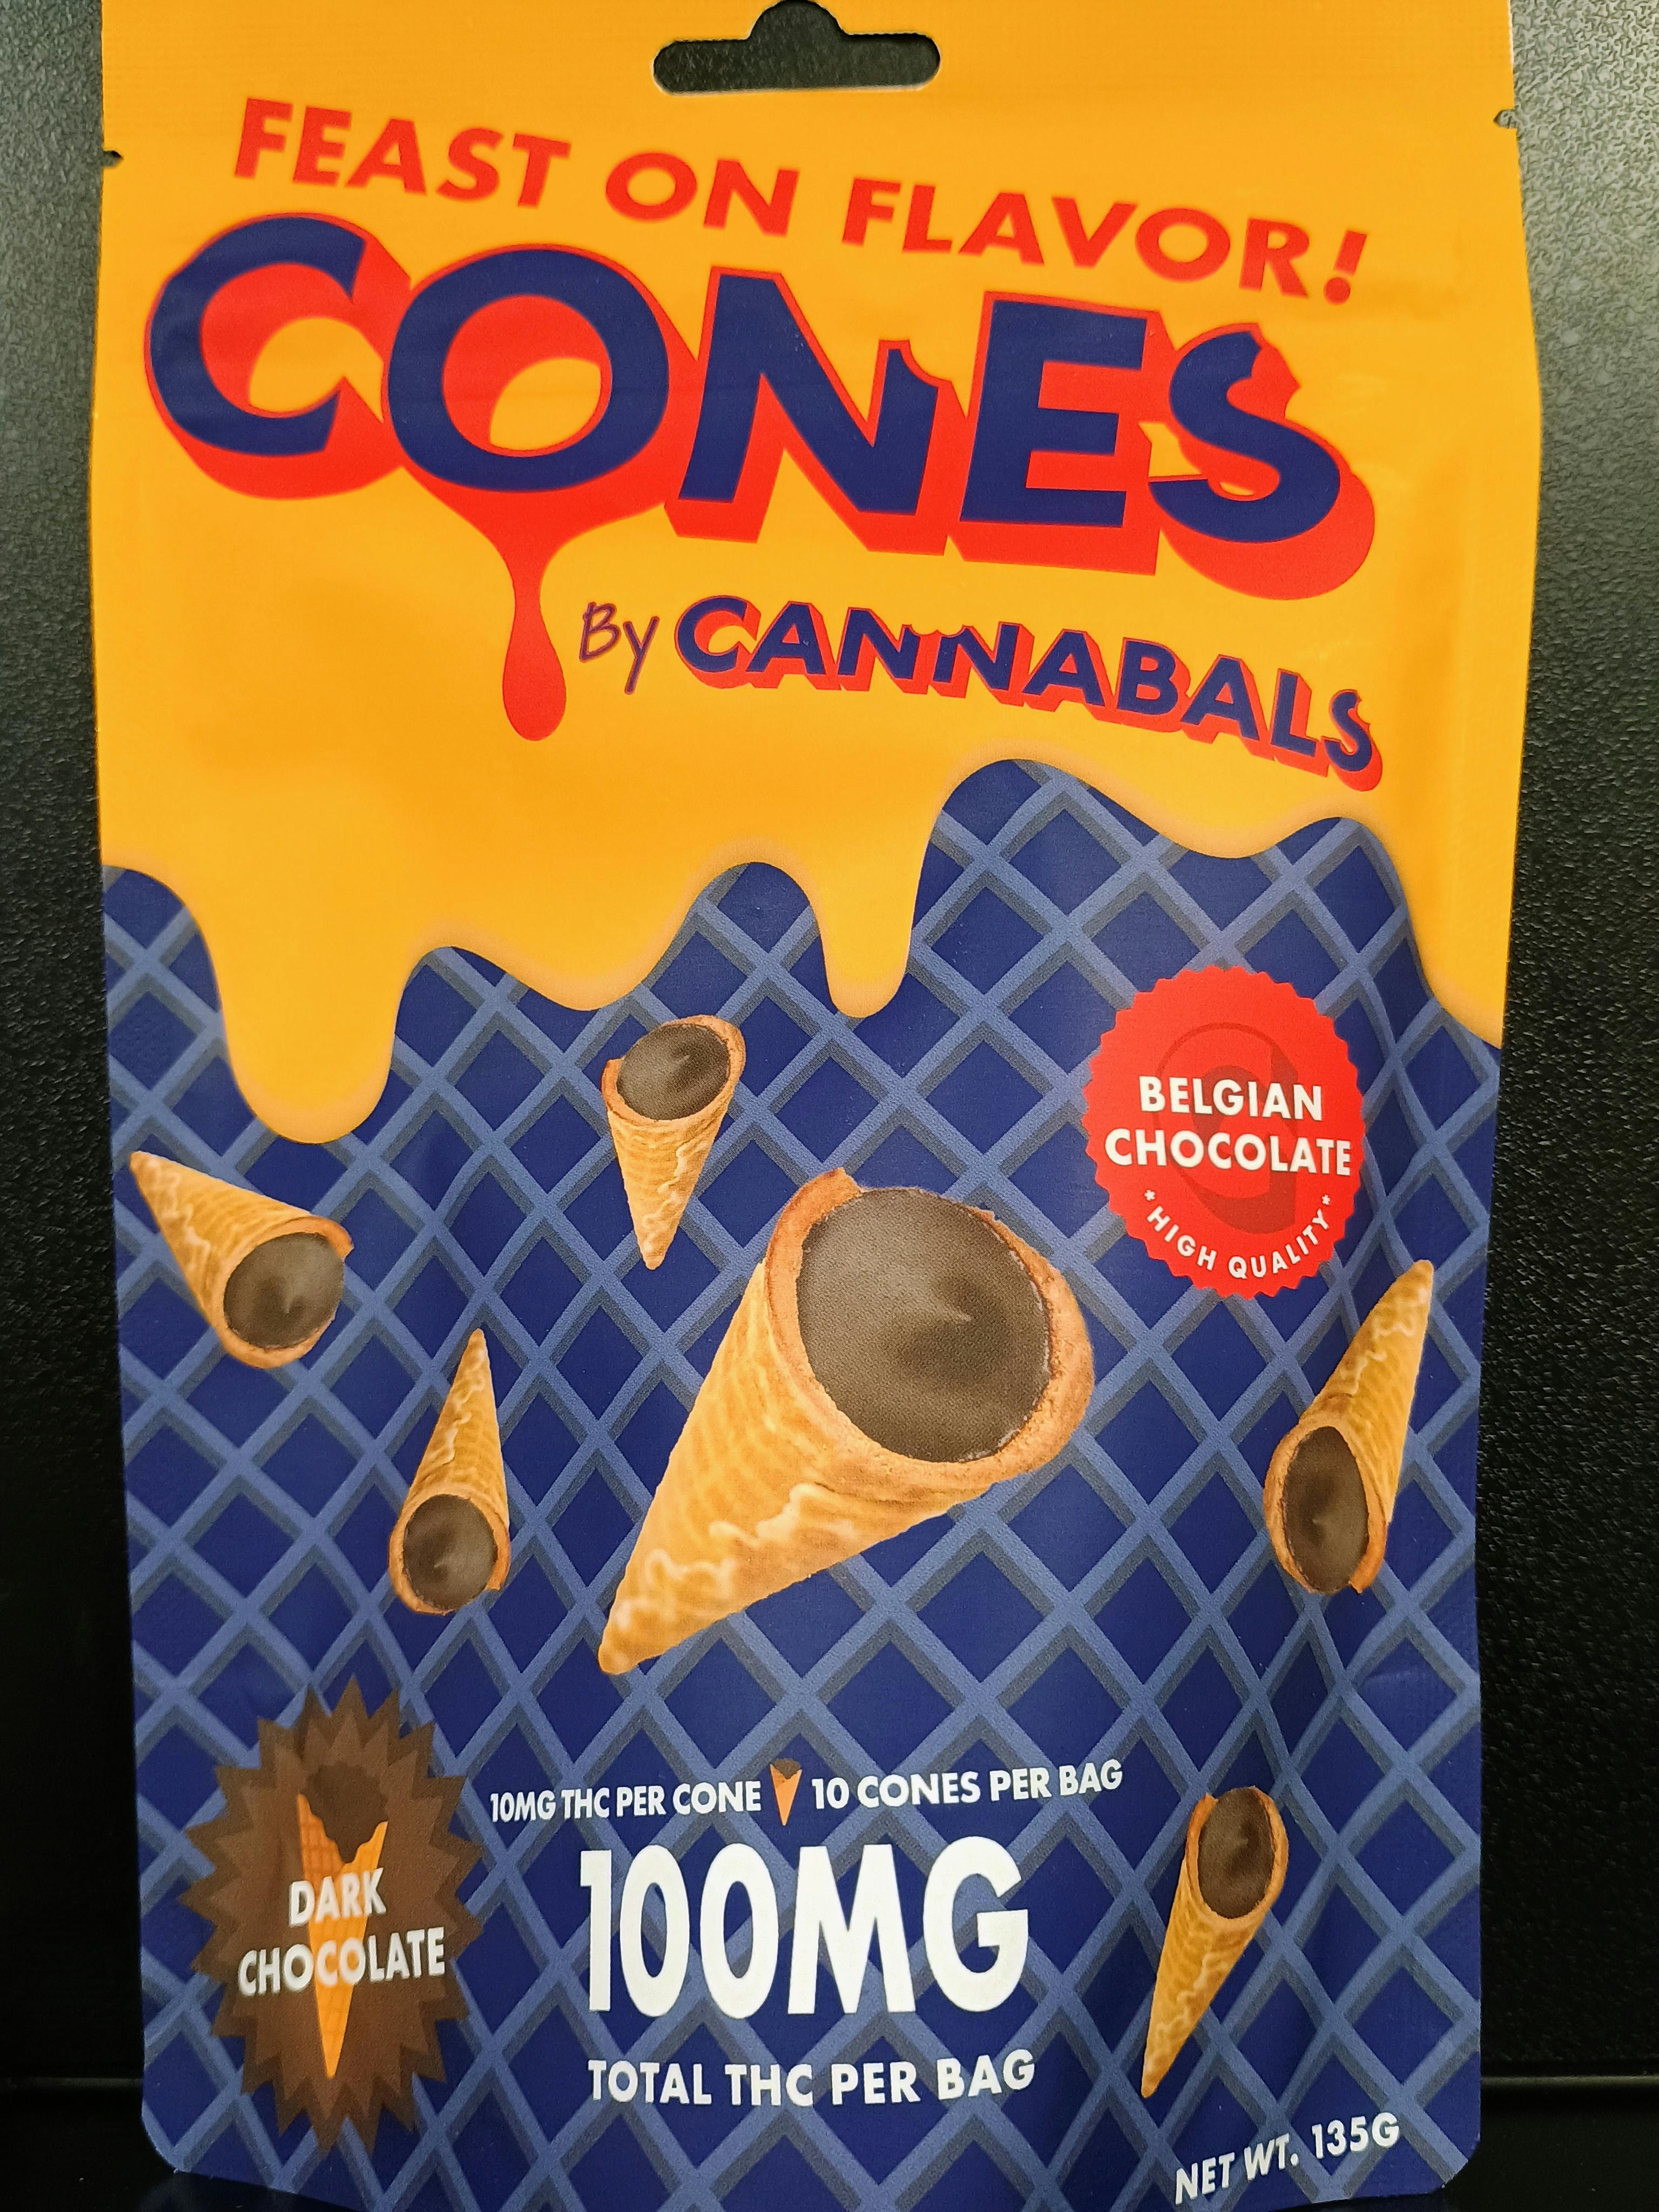 FEAST ON FLAVOR!
CONES
By CANNABALS
BELGIAN
CHOCOLATE
*HIGH QUALITY*
10MG THC PER CONE 10 CONES PER BAG
100MG
TOTAL THC PER BAG
DARK
CHOCOLATE
NET WT. 135G